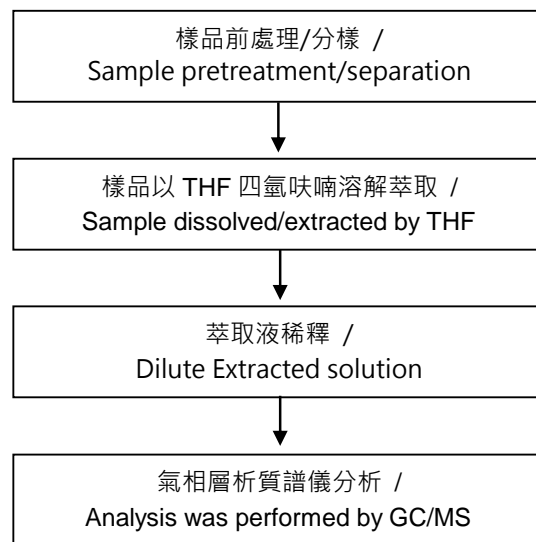 樣品前處理/分樣 /
Sample pretreatment/separation
樣品以 THF 四氫呋喃溶解萃取 /
Sample dissolved/extracted by THF
萃取液稀釋 /
Dilute Extracted solution
氣相層析質譜儀分析 /
Analysis was performed by GC/MS